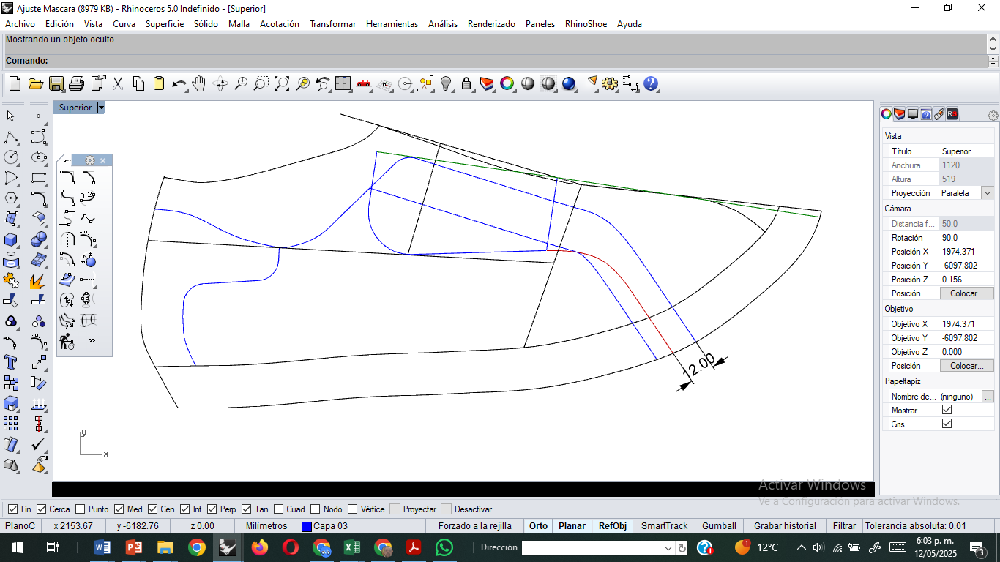 Ajuste Mascara (8979 KB) - Rhinoceros 5.0 Indefinido - [Superior]
Archivo Edición Vista Curva Superficie Sólido Malla Acotación Transformar Herramientas Análisis Renderizado Paneles RhinoShoe Ayuda
Mostrando un objeto oculto.
Comando:
Superior
Vista
Título Superior
Anchura 1120
Altura 519
Proyección Paralela
Cámara
Distancia f... 50.0
Rotación 90.0
Posición X 1974.371
Posición Y -6097.802
Posición Z 0.156
Posición Colocar...
Objetivo
Objetivo X 1974.371
Objetivo Y -6097.802
Objetivo Z 0.000
Posición Colocar...
Papeltapiz
Nombre de... (ninguno) ...
Mostrar
Gris
12.00
y
x
Activar Windows
Ve a Configuración para activar Windows.
Fin Cerca Punto Med Cen Int Perp Tan Cuad Nodo Vértice Proyectar Desactivar
PlanoC x 2153.67 y -6182.76 z 0.00 Milímetros Capa 03 Forzado a la rejilla Orto Planar RefObj SmartTrack Gumball Grabar historial Filtrar Tolerancia absoluta: 0.01
Dirección 12°C 6:03 p. m.
12/05/2025
3